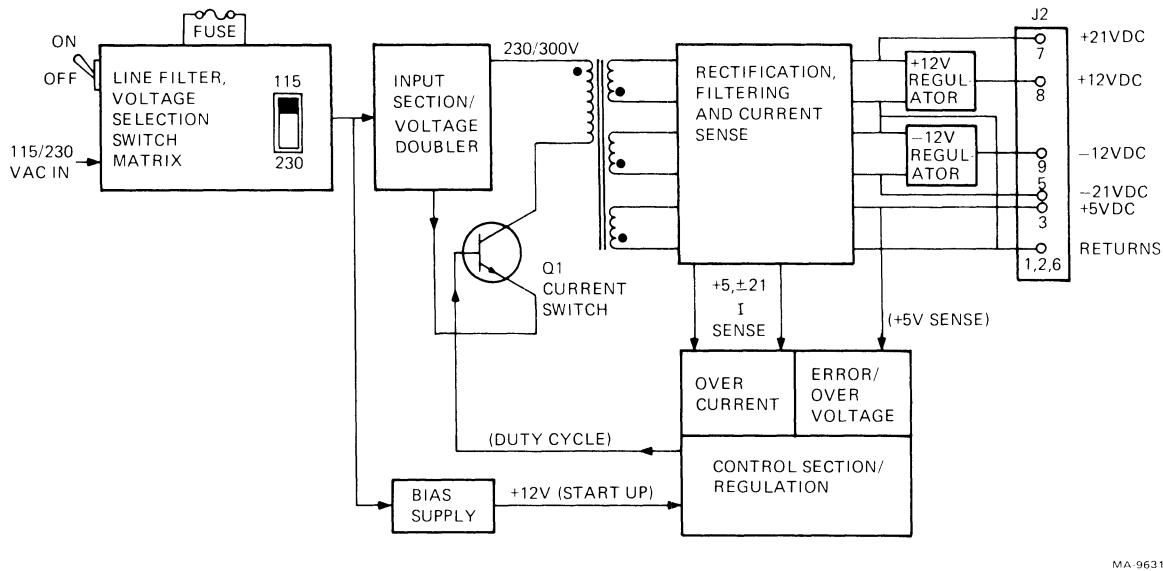 FUSE
ON
OFF
LINE FILTER,
VOLTAGE
SELECTION
SWITCH
MATRIX
115
230
115/230
VAC IN
INPUT
SECTION/
VOLTAGE
DOUBLER
230/300V
Q1
CURRENT
SWITCH
RECTIFICATION,
FILTERING
AND CURRENT
SENSE
+12V
REGUL-
ATOR
−12V
REGUL-
ATOR
J2
7
+21VDC
8
+12VDC
9
−12VDC
5
−21VDC
3
+5VDC
1,2,6
RETURNS
+5,±21
I
SENSE
(+5V SENSE)
OVER
CURRENT
ERROR/
OVER
VOLTAGE
(DUTY CYCLE)
CONTROL SECTION/
REGULATION
BIAS
SUPPLY
+12V (START UP)
MA-9631